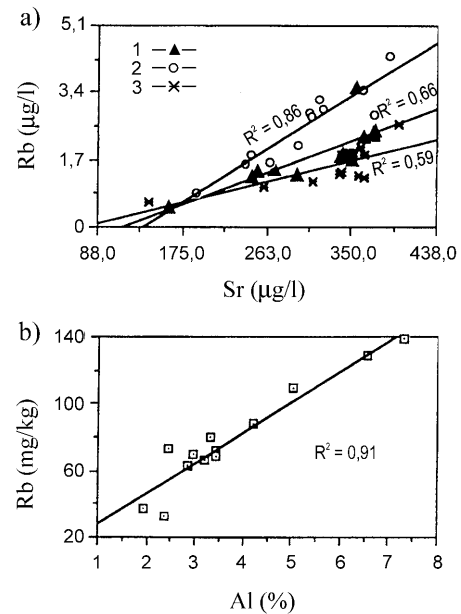 a)
5,1
3,4
1,7
0
Rb (µg/l)
1
2
3
R² = 0,86
R² = 0,66
R² = 0,59
88,0 175,0 263,0 350,0 438,0
Sr (µg/l)
b)
140
100
60
20
Rb (mg/kg)
R² = 0,91
1 2 3 4 5 6 7 8
Al (%)